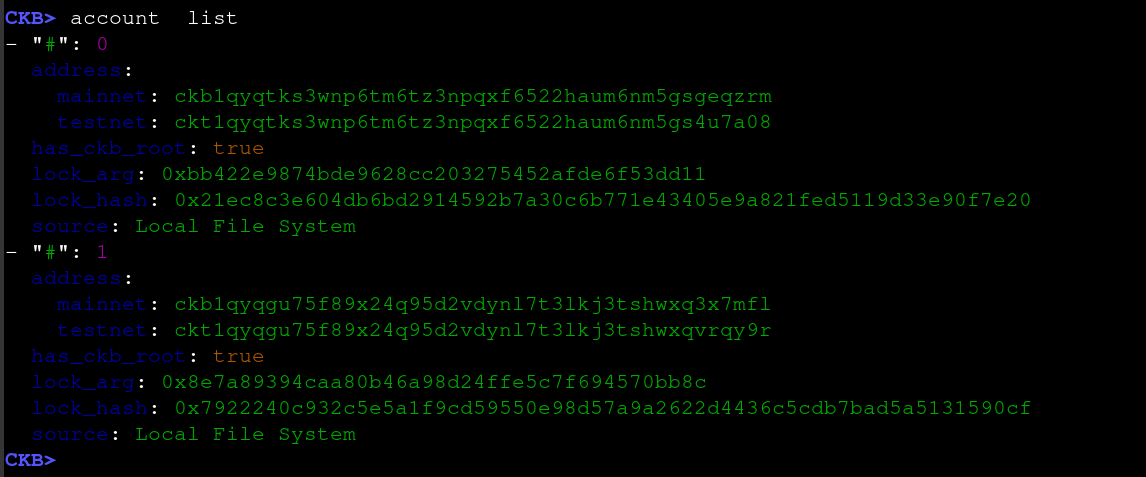 CKB> account  list
- "#": 0
  address:
    mainnet: ckb1qyqtks3wnp6tm6tz3npqxf6522haum6nm5gsgeqzrm
    testnet: ckt1qyqtks3wnp6tm6tz3npqxf6522haum6nm5gs4u7a08
  has_ckb_root: true
  lock_arg: 0xbb422e9874bde9628cc203275452afde6f53dd11
  lock_hash: 0x21ec8c3e604db6bd2914592b7a30c6b771e43405e9a821fed5119d33e90f7e20
  source: Local File System
- "#": 1
  address:
    mainnet: ckb1qyqgu75f89x24q95d2vdynl7t3lkj3tshwxq3x7mfl
    testnet: ckt1qyqgu75f89x24q95d2vdynl7t3lkj3tshwxqvrqy9r
  has_ckb_root: true
  lock_arg: 0x8e7a89394caa80b46a98d24ffe5c7f694570bb8c
  lock_hash: 0x7922240c932c5e5a1f9cd59550e98d57a9a2622d4436c5cdb7bad5a5131590cf
  source: Local File System
CKB>